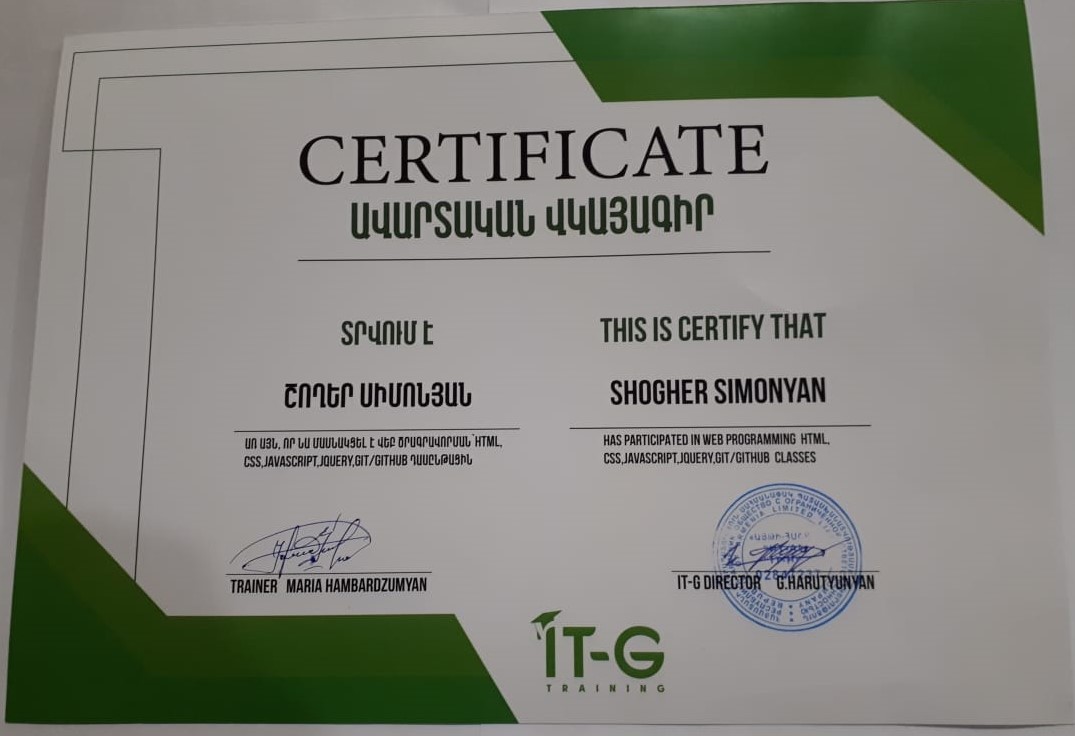 CERTIFICATE
ԱՎԱՐՏԱԿԱՆ ՎԿԱՅԱԳԻՐ
ՏՐՎՈՒՄ Է
ՇՈՂԵՐ ՍԻՄՈՆՅԱՆ
ԱՌ ԱՅՆ, ՈՐ ՆԱ ՄԱՍՆԱԿՑԵԼ Է ՎԵԲ ԾՐԱԳՐԱՎՈՐՄԱՆ՝ HTML,
CSS,JAVASCRIPT,JQUERY,GIT/GITHUB ԴԱՍԸՆԹԱՑԻՆ
THIS IS CERTIFY THAT
SHOGHER SIMONYAN
HAS PARTICIPATED IN WEB PROGRAMMING HTML,
CSS,JAVASCRIPT,JQUERY,GIT/GITHUB CLASSES
TRAINER MARIA HAMBARDZUMYAN
IT-G DIRECTOR G.HARUTYUNYAN
IT-G
TRAINING